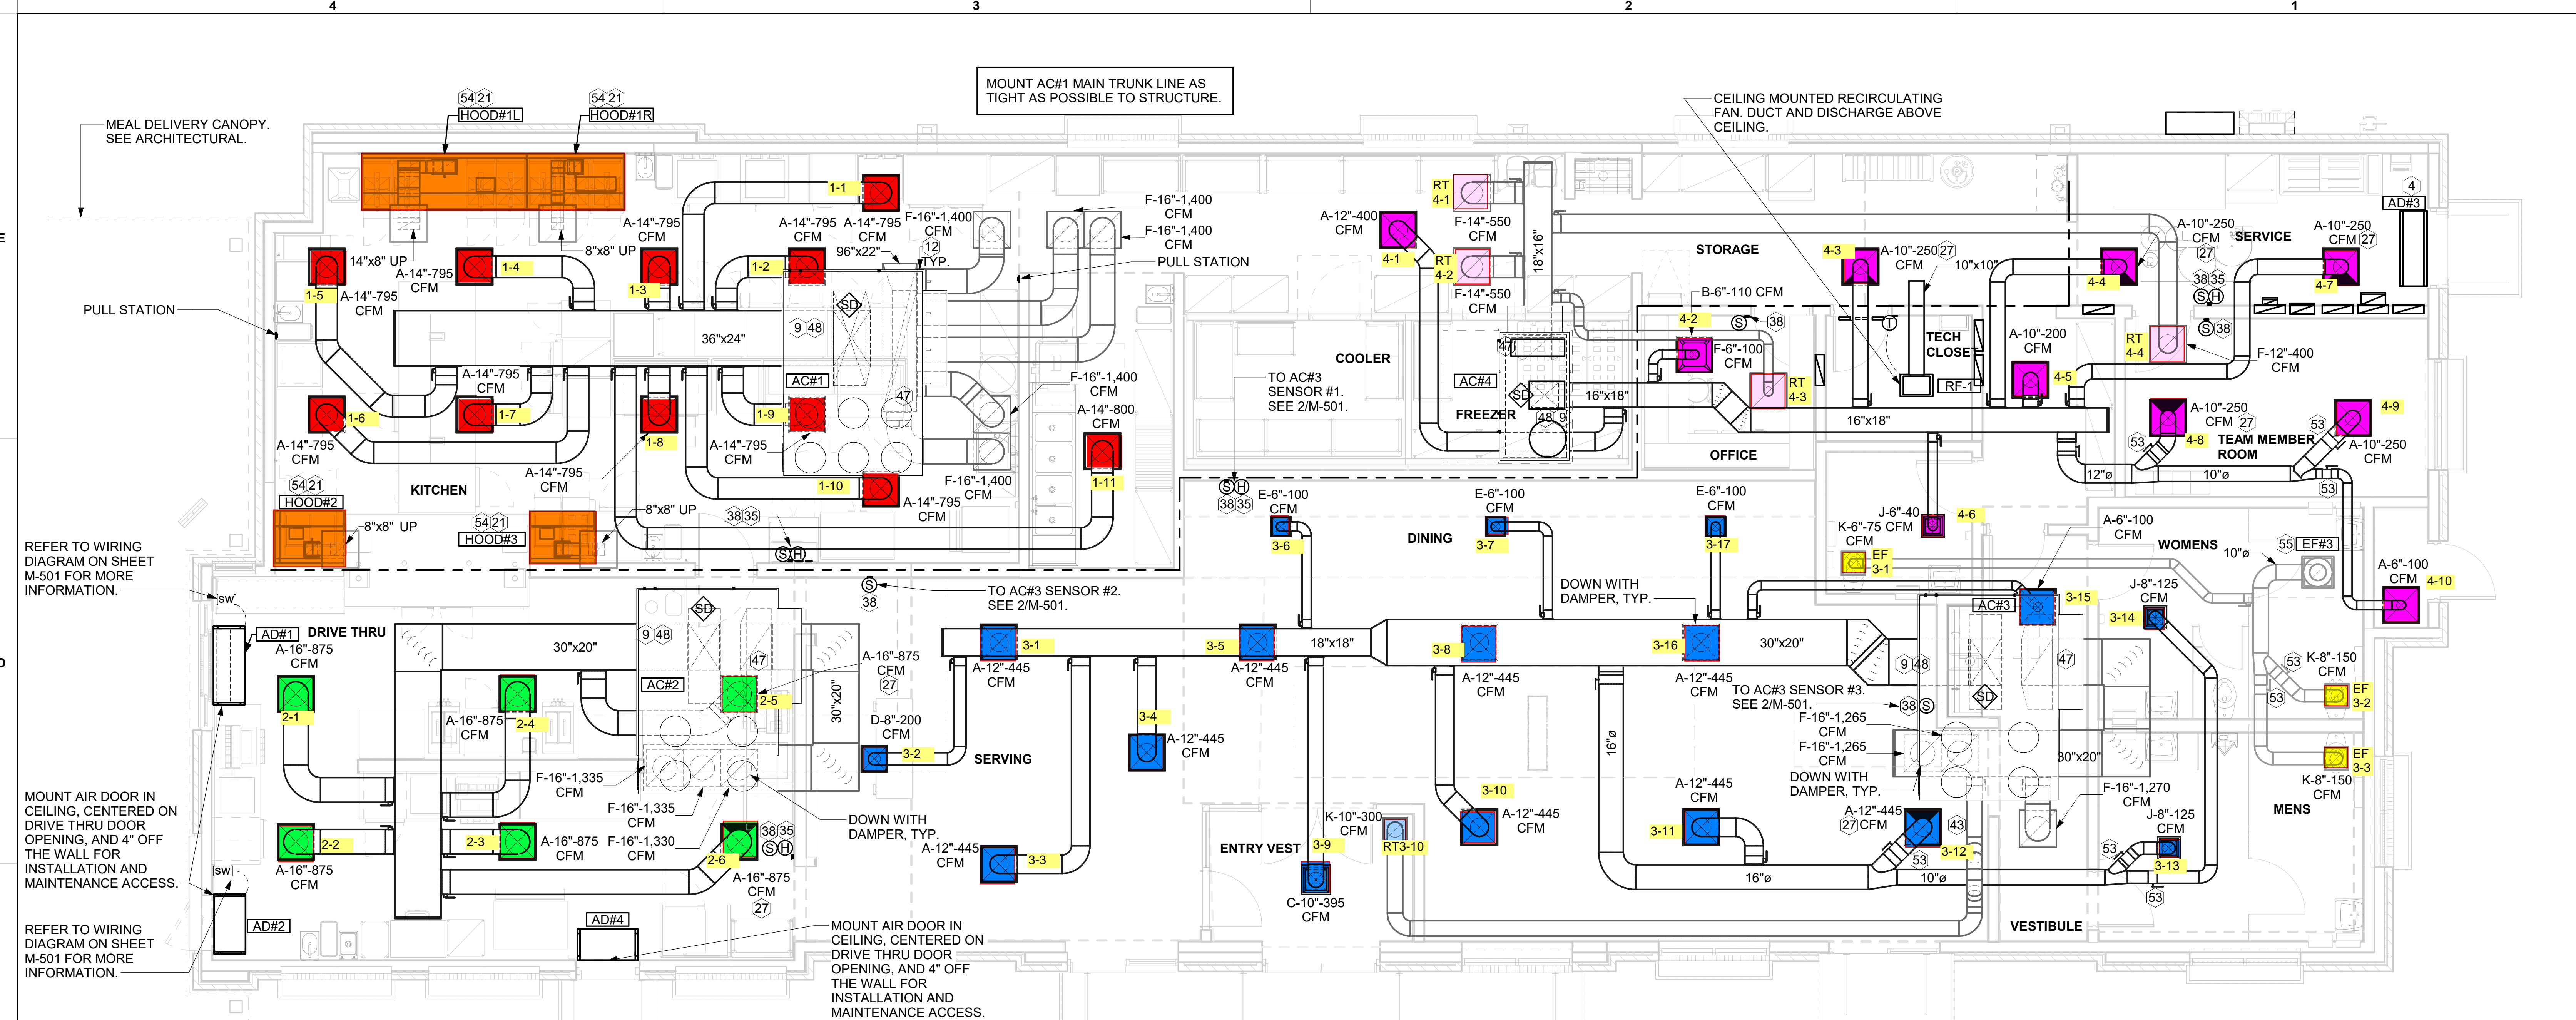 4
3
2
1
MOUNT AC#1 MAIN TRUNK LINE AS
TIGHT AS POSSIBLE TO STRUCTURE.
MEAL DELIVERY CANOPY.
SEE ARCHITECTURAL.
54 21
HOOD#1L
54 21
HOOD#1R
CEILING MOUNTED RECIRCULATING
FAN. DUCT AND DISCHARGE ABOVE
CEILING.
4
AD#3
E
1-1
A-14"-795
CFM
A-14"-795
CFM
A-14"-795
CFM
F-16"-1,400
CFM
F-16"-1,400
CFM
F-16"-1,400
CFM
12
TYP.
96"x22"
PULL STATION
14"x8" UP
8"x8" UP
A-14"-795
CFM
1-4
1-3
1-2
1-5
A-14"-795
CFM
PULL STATION
SD
9 48
36"x24"
AC#1
47
A-14"-795
CFM
1-6
1-7
1-8
1-9
A-14"-795
CFM
A-14"-795
CFM
A-14"-795
CFM
F-16"-1,400
CFM
A-14"-800
CFM
1-10
A-14"-795
CFM
F-16"-1,400
CFM
1-11
KITCHEN
54 21
HOOD#2
8"x8" UP
54 21
HOOD#3
8"x8" UP
38 35
S H
RT
4-1
A-12"-400
CFM
4-1
F-14"-550
CFM
RT
4-2
F-14"-550
CFM
18"x16"
STORAGE
4-3
A-10"-250
CFM
27
10"x10"
A-10"-250
CFM
27
4-4
SERVICE
A-10"-250
CFM 27
4-7
38 35
S H
S 38
B-6"-110 CFM
4-2
S 38
T
F-6"-100
CFM
TECH
CLOSET
A-10"-200
CFM
RT
4-4
F-12"-400
CFM
COOLER
TO AC#3
SENSOR #1.
SEE 2/M-501.
47
AC#4
SD
FREEZER
48 9
16"x18"
RT
4-3
RF-1
4-5
16"x18"
4-9
A-10"-250
CFM 27
4-8
53
53
TEAM MEMBER
ROOM
A-10"-250
CFM
OFFICE
12"ø
10"ø
53
S H
38 35
E-6"-100
CFM
3-6
E-6"-100
CFM
3-7
E-6"-100
CFM
3-17
DINING
J-6"-40
CFM
4-6
K-6"-75
CFM
EF
3-1
A-6"-100
CFM
WOMENS
10"ø
55
EF#3
A-6"-100
CFM
4-10
REFER TO WIRING
DIAGRAM ON SHEET
M-501 FOR MORE
INFORMATION.
[sw]
AD#1
DRIVE THRU
A-16"-875
CFM
2-1
30"x20"
SD
9 48
47
AC#2
A-16"-875
CFM
27
2-5
S
38
TO AC#3 SENSOR #2.
SEE 2/M-501.
DOWN WITH
DAMPER, TYP.
D
3-1
A-12"-445
CFM
3-5
A-12"-445
CFM
18"x18"
3-8
A-12"-445
CFM
3-16
A-12"-445
CFM
30"x20"
AC#3
3-15
J-8"-125
CFM
3-14
9 48
47
SD
TO AC#3 SENSOR #3.
SEE 2/M-501.
38 S
53
K-8"-150
CFM
EF
3-2
53
A-16"-875
CFM
2-4
30"x20"
D-8"-200
CFM
3-2
3-4
A-12"-445
CFM
SERVING
16"ø
F-16"-1,265
CFM
F-16"-1,265
CFM
DOWN WITH
DAMPER, TYP.
30"x20"
EF
3-3
K-8"-150
CFM
F-16"-1,270
CFM
MENS
F-16"-1,335
CFM
F-16"-1,335
CFM
F-16"-1,330
CFM
DOWN WITH
DAMPER, TYP.
MOUNT AIR DOOR IN
CEILING, CENTERED ON
DRIVE THRU DOOR
OPENING, AND 4" OFF
THE WALL FOR
INSTALLATION AND
MAINTENANCE ACCESS.
2-2
A-16"-875
CFM
2-3
A-16"-875
CFM
38 35
S H
2-6
A-16"-875
CFM
27
A-12"-445
CFM
3-3
K-10"-300
CFM
RT3-10
ENTRY VEST
3-9
C-10"-395
CFM
3-10
A-12"-445
CFM
A-12"-445
CFM
3-11
A-12"-445
CFM
27
43
3-12
53
J-8"-125
CFM
53
3-13
53
16"ø
10"ø
VESTIBULE
[sw]
AD#2
REFER TO WIRING
DIAGRAM ON SHEET
M-501 FOR MORE
INFORMATION.
AD#4
MOUNT AIR DOOR IN
CEILING, CENTERED ON
DRIVE THRU DOOR
OPENING, AND 4" OFF
THE WALL FOR
INSTALLATION AND
MAINTENANCE ACCESS.